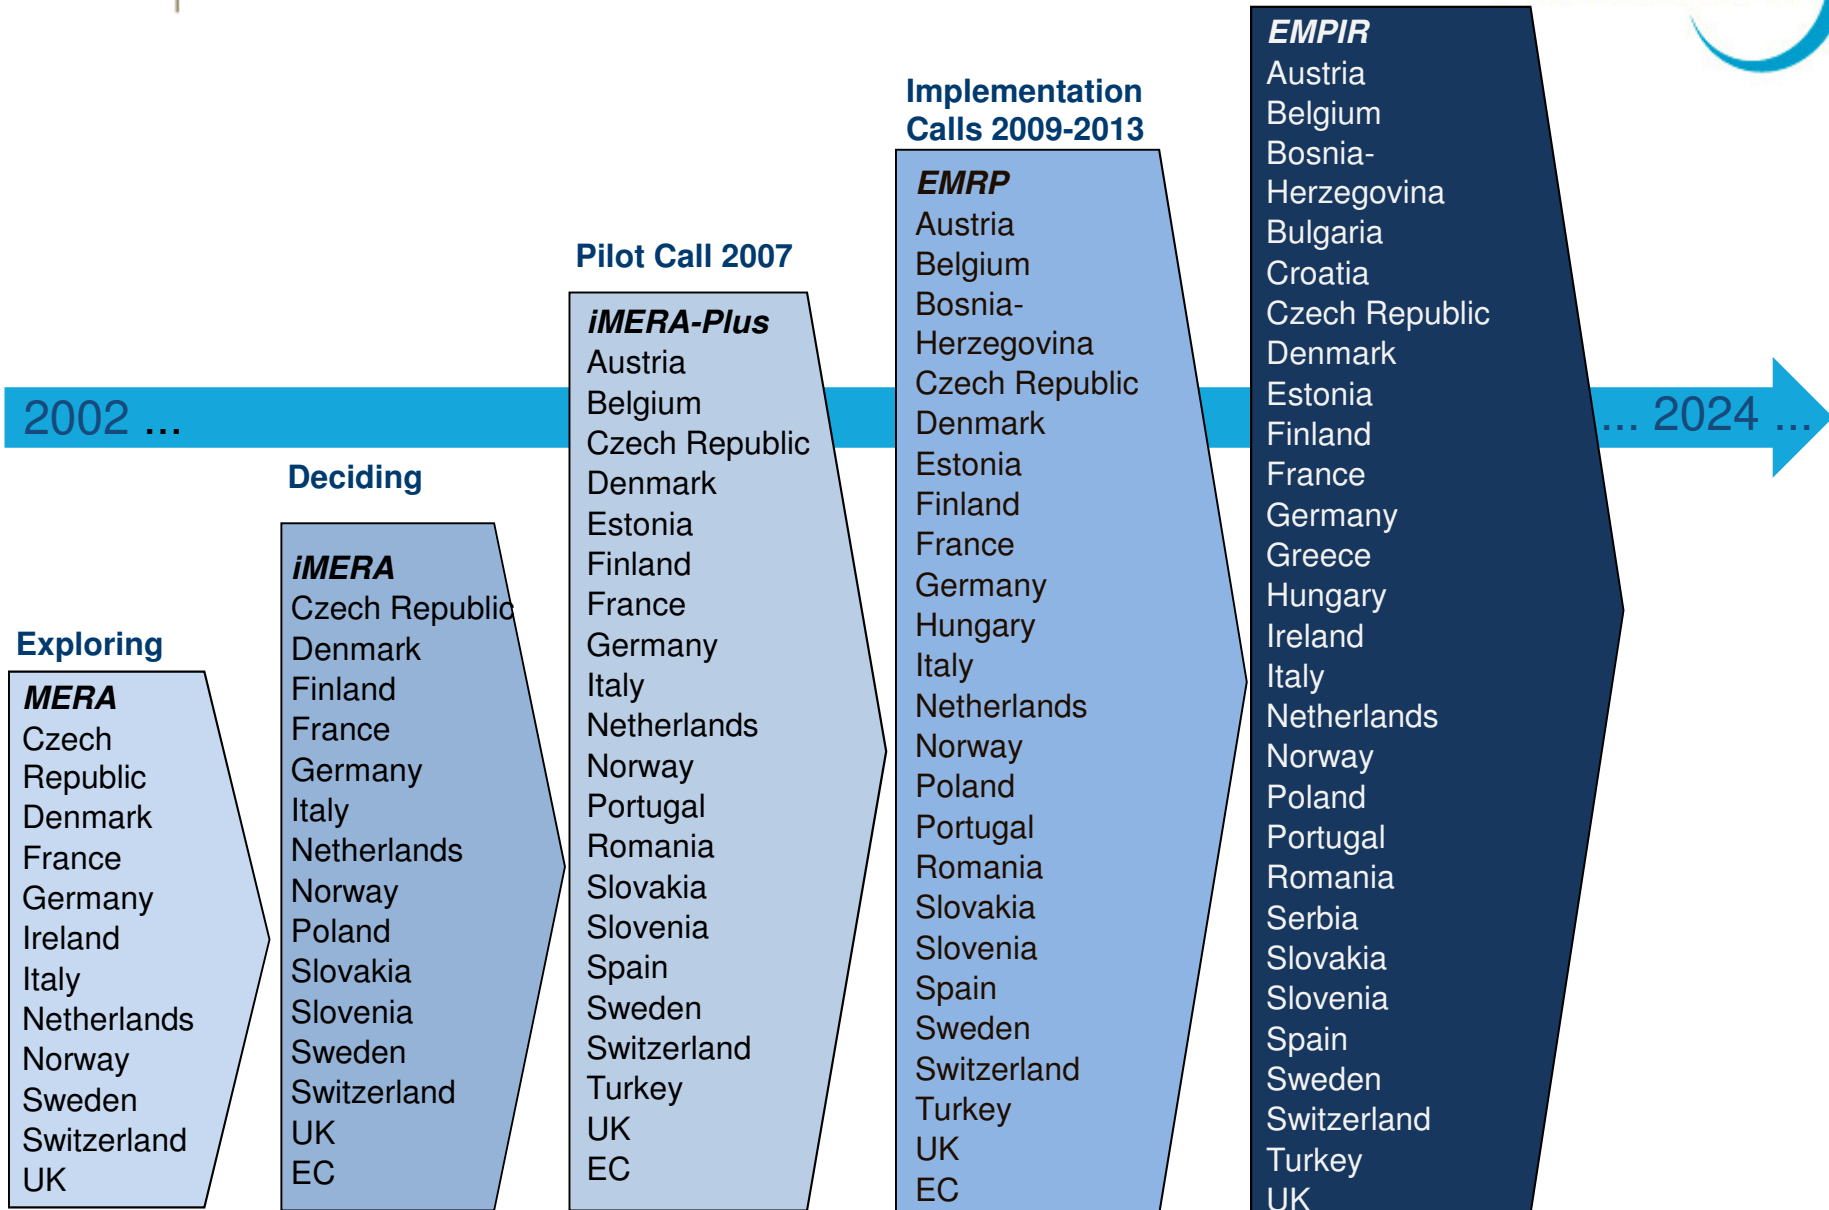 2002 ...
Exploring
MERA
Czech
Republic
Denmark
France
Germany
Ireland
Italy
Netherlands
Norway
Sweden
Switzerland
UK
Deciding
iMERA
Czech Republic
Denmark
Finland
France
Germany
Italy
Netherlands
Norway
Poland
Slovakia
Slovenia
Sweden
Switzerland
UK
EC
Pilot Call 2007
iMERA-Plus
Austria
Belgium
Czech Republic
Denmark
Estonia
Finland
France
Germany
Italy
Netherlands
Norway
Portugal
Romania
Slovakia
Slovenia
Spain
Sweden
Switzerland
Turkey
UK
EC
Implementation
Calls 2009-2013
EMRP
Austria
Belgium
Bosnia-
Herzegovina
Czech Republic
Denmark
Estonia
Finland
France
Germany
Hungary
Italy
Netherlands
Norway
Poland
Portugal
Romania
Slovakia
Slovenia
Spain
Sweden
Switzerland
Turkey
UK
EC
EMPIR
Austria
Belgium
Bosnia-
Herzegovina
Bulgaria
Croatia
Czech Republic
Denmark
Estonia
Finland
France
Germany
Greece
Hungary
Ireland
Italy
Netherlands
Norway
Poland
Portugal
Romania
Serbia
Slovakia
Slovenia
Spain
Sweden
Switzerland
Turkey
UK
... 2024 ...